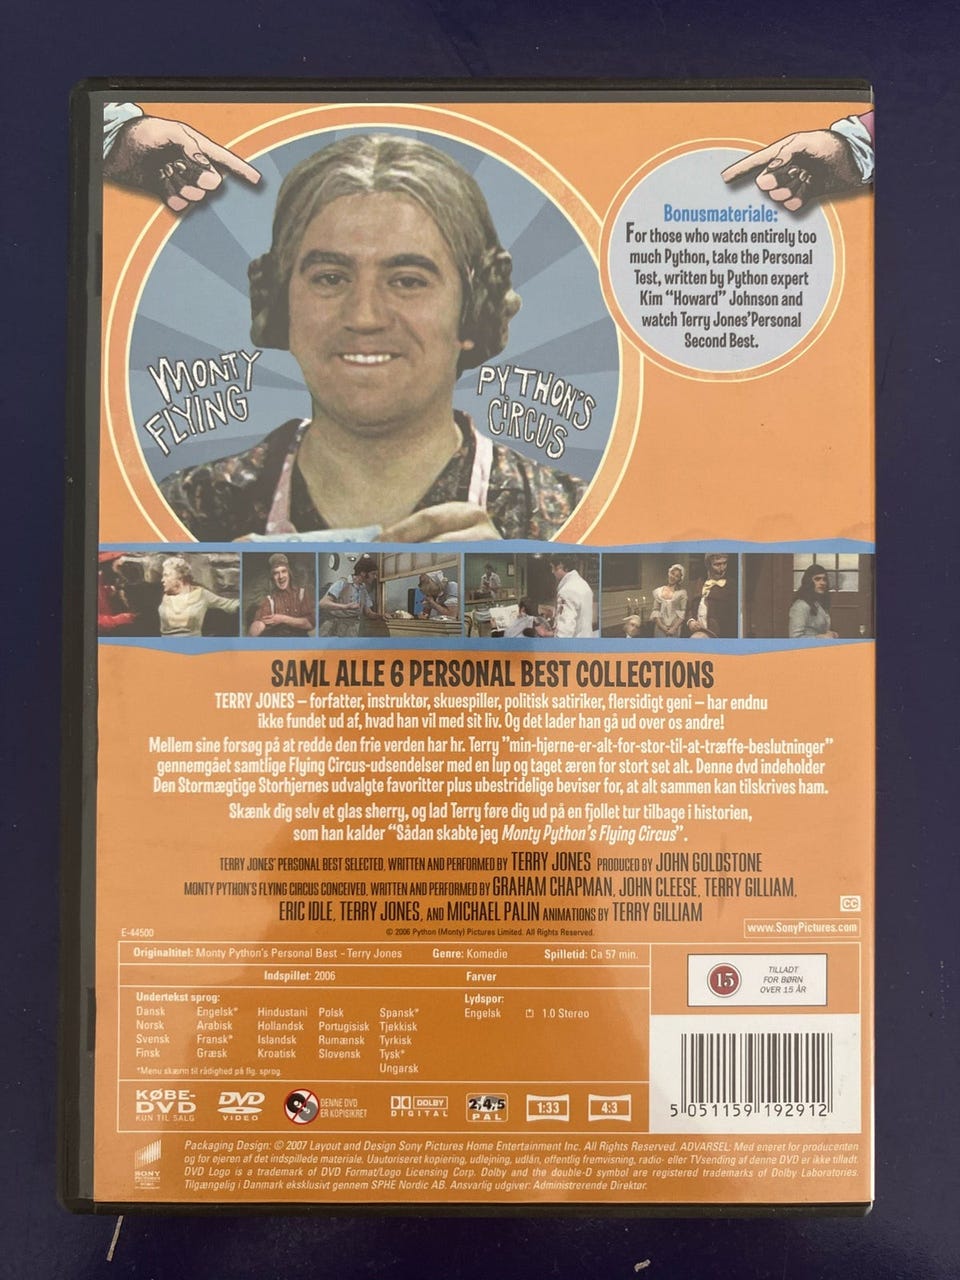 MONTY
FLYING
PYTHON'S
CIRCUS
Bonusmateriale:
For those who watch entirely too
much Python, take the Personal
Test, written by Python expert
Kim “Howard” Johnson and
watch Terry Jones'Personal
Second Best.
SAML ALLE 6 PERSONAL BEST COLLECTIONS
TERRY JONES – forfatter, instruktør, skuespiller, politisk satiriker, flersidigt geni – har endnu
ikke fundet ud af, hvad han vil med sit liv. Og det lader han gå ud over os andre!
Mellem sine forsøg på at redde den frie verden har hr. Terry ”min-hjerne-er-alt-for-stor-til-at-træffe-beslutninger”
gennemgået samtlige Flying Circus-udsendelser med en lup og taget æren for stort set alt. Denne dvd indeholder
Den Stormægtige Storhjernes udvalgte favoritter plus ubestridelige beviser for, at alt sammen kan tilskrives ham.
Skænk dig selv et glas sherry, og lad Terry føre dig ud på en fjollet tur tilbage i historien,
som han kalder “Sådan skabte jeg Monty Python's Flying Circus”.
TERRY JONES' PERSONAL BEST SELECTED, WRITTEN AND PERFORMED BY TERRY JONES PRODUCED BY JOHN GOLDSTONE
MONTY PYTHON'S FLYING CIRCUS CONCEIVED, WRITTEN AND PERFORMED BY GRAHAM CHAPMAN, JOHN CLEESE, TERRY GILLIAM,
ERIC IDLE, TERRY JONES, AND MICHAEL PALIN ANIMATIONS BY TERRY GILLIAM
CC
E-44500
© 2006 Python (Monty) Pictures Limited. All Rights Reserved.
www.SonyPictures.com
Originaltitel: Monty Python's Personal Best - Terry Jones Genre: Komedie Spilletid: Ca 57 min.
Indspillet: 2006 Farver
Undertekst sprog:
Dansk Engelsk* Hindustani Polsk Spansk*
Norsk Arabisk Hollandsk Portugisisk Tjekkisk
Svensk Fransk* Islandsk Rumænsk Tyrkisk
Finsk Græsk Kroatisk Slovensk Tysk*
Ungarsk
*Menu skærm til rådighed på flg. sprog.
Lydspor:
Engelsk 1.0 Stereo
15
TILLADT
FOR BØRN
OVER 15 ÅR
KØBE-
DVD
KUN TIL SALG
DVD
VIDEO
DENNE DVD
ER KOPISIKRET
DOLBY
DIGITAL
2,4,5
PAL
1:33
4:3
5 051159 192912
SONY
PICTURES
Packaging Design: © 2007 Layout and Design Sony Pictures Home Entertainment Inc. All Rights Reserved. ADVARSEL: Med eneret for producenten
og for ejeren af det indspillede materiale. Uautoriseret kopiering, udlejning, udlån, offentlig fremvisning, radio- eller TVsending af denne DVD er ikke tilladt.
DVD Logo is a trademark of DVD Format/Logo Licensing Corp. Dolby and the double-D symbol are registered trademarks of Dolby Laboratories.
Tilgængelig i Danmark eksklusivt gennem SPHE Nordic AB. Ansvarlig udgiver: Administrerende Direktør.